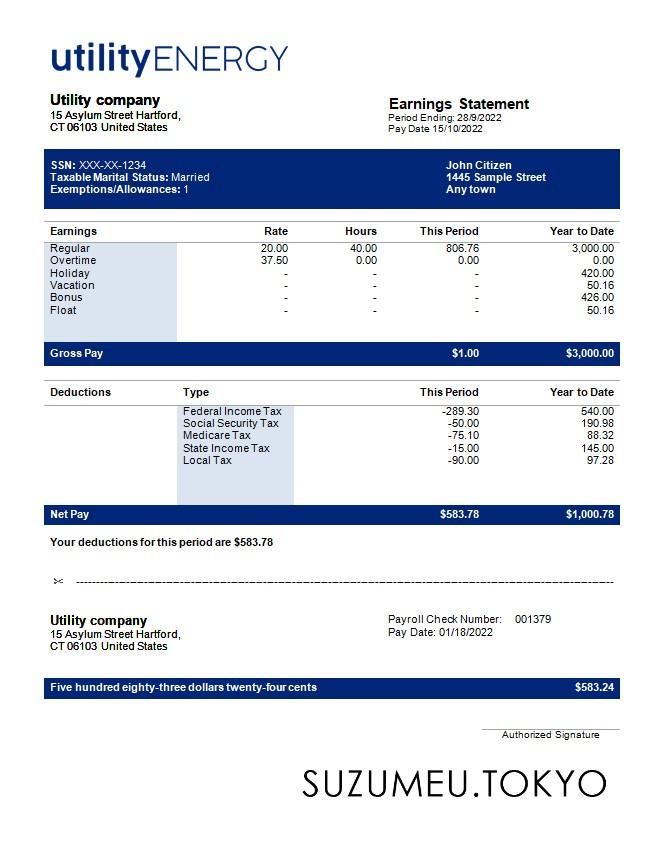 utilityENERGY
Utility company
15 Asylum Street Hartford,
CT 06103 United States
Earnings Statement
Period Ending: 28/9/2022
Pay Date 15/10/2022
SSN: XXX-XX-1234
Taxable Marital Status: Married
Exemptions/Allowances: 1
John Citizen
1445 Sample Street
Any town
Earnings Rate Hours This Period Year to Date
Regular 20.00 40.00 806.76 3,000.00
Overtime 37.50 0.00 0.00 0.00
Holiday - - - 420.00
Vacation - - - 50.16
Bonus - - - 426.00
Float - - - 50.16
Gross Pay $1.00 $3,000.00
Deductions Type This Period Year to Date
Federal Income Tax -289.30 540.00
Social Security Tax -50.00 190.98
Medicare Tax -75.10 88.32
State Income Tax -15.00 145.00
Local Tax -90.00 97.28
Net Pay $583.78 $1,000.78
Your deductions for this period are $583.78
Utility company
15 Asylum Street Hartford,
CT 06103 United States
Payroll Check Number: 001379
Pay Date: 01/18/2022
Five hundred eighty-three dollars twenty-four cents $583.24
Authorized Signature
SUZUMEU.TOKYO